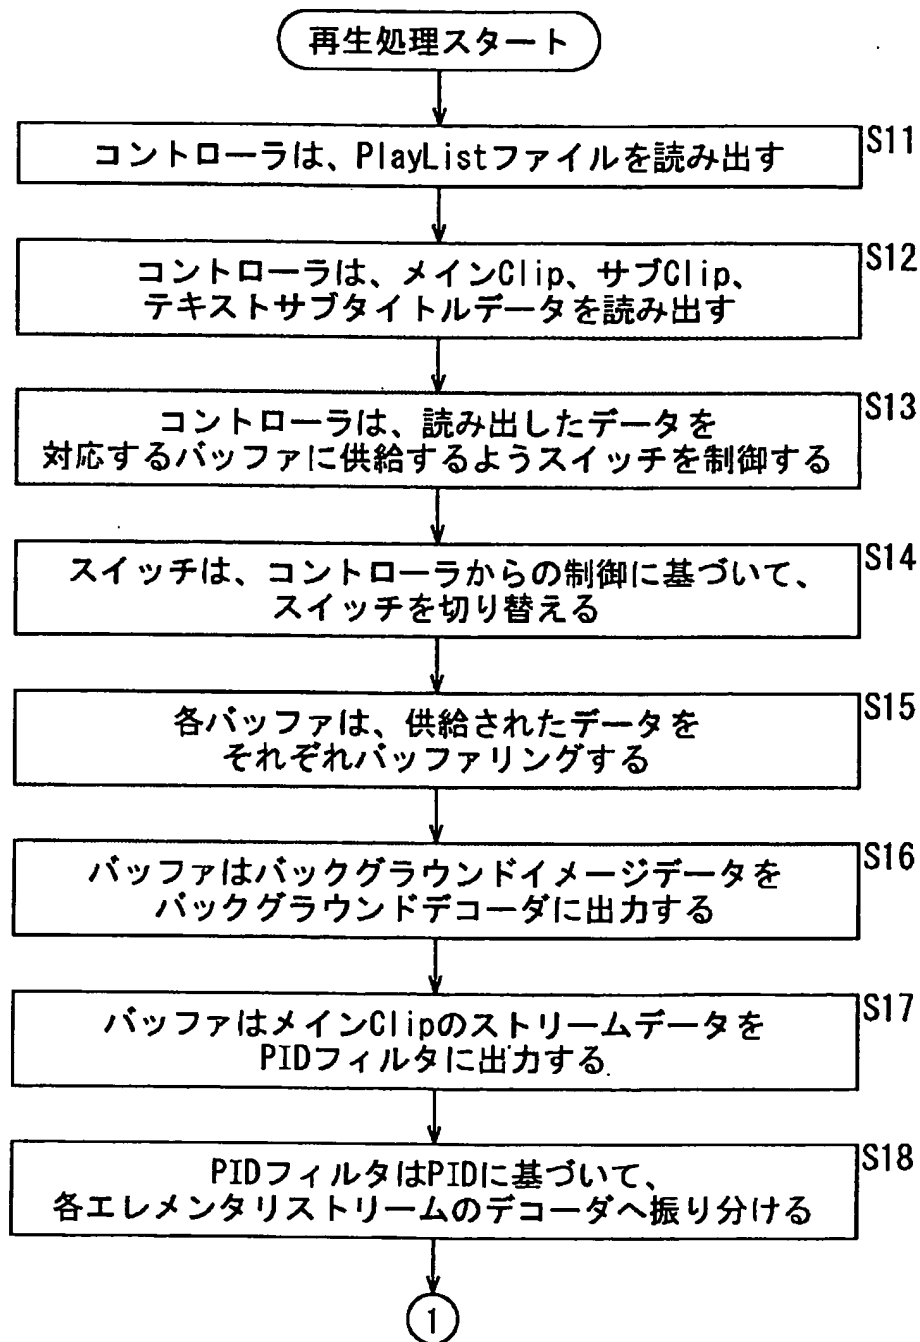 再生処理スタート
S11
コントローラは、PlayListファイルを読み出す
S12
コントローラは、メインClip、サブClip、
テキストサブタイトルデータを読み出す
S13
コントローラは、読み出したデータを
対応するバッファに供給するようスイッチを制御する
S14
スイッチは、コントローラからの制御に基づいて、
スイッチを切り替える
S15
各バッファは、供給されたデータを
それぞれバッファリングする
S16
バッファはバックグラウンドイメージデータを
バックグラウンドデコーダに出力する
S17
バッファはメインClipのストリームデータを
PIDフィルタに出力する
S18
PIDフィルタはPIDに基づいて、
各エレメンタリストリームのデコーダへ振り分ける
1